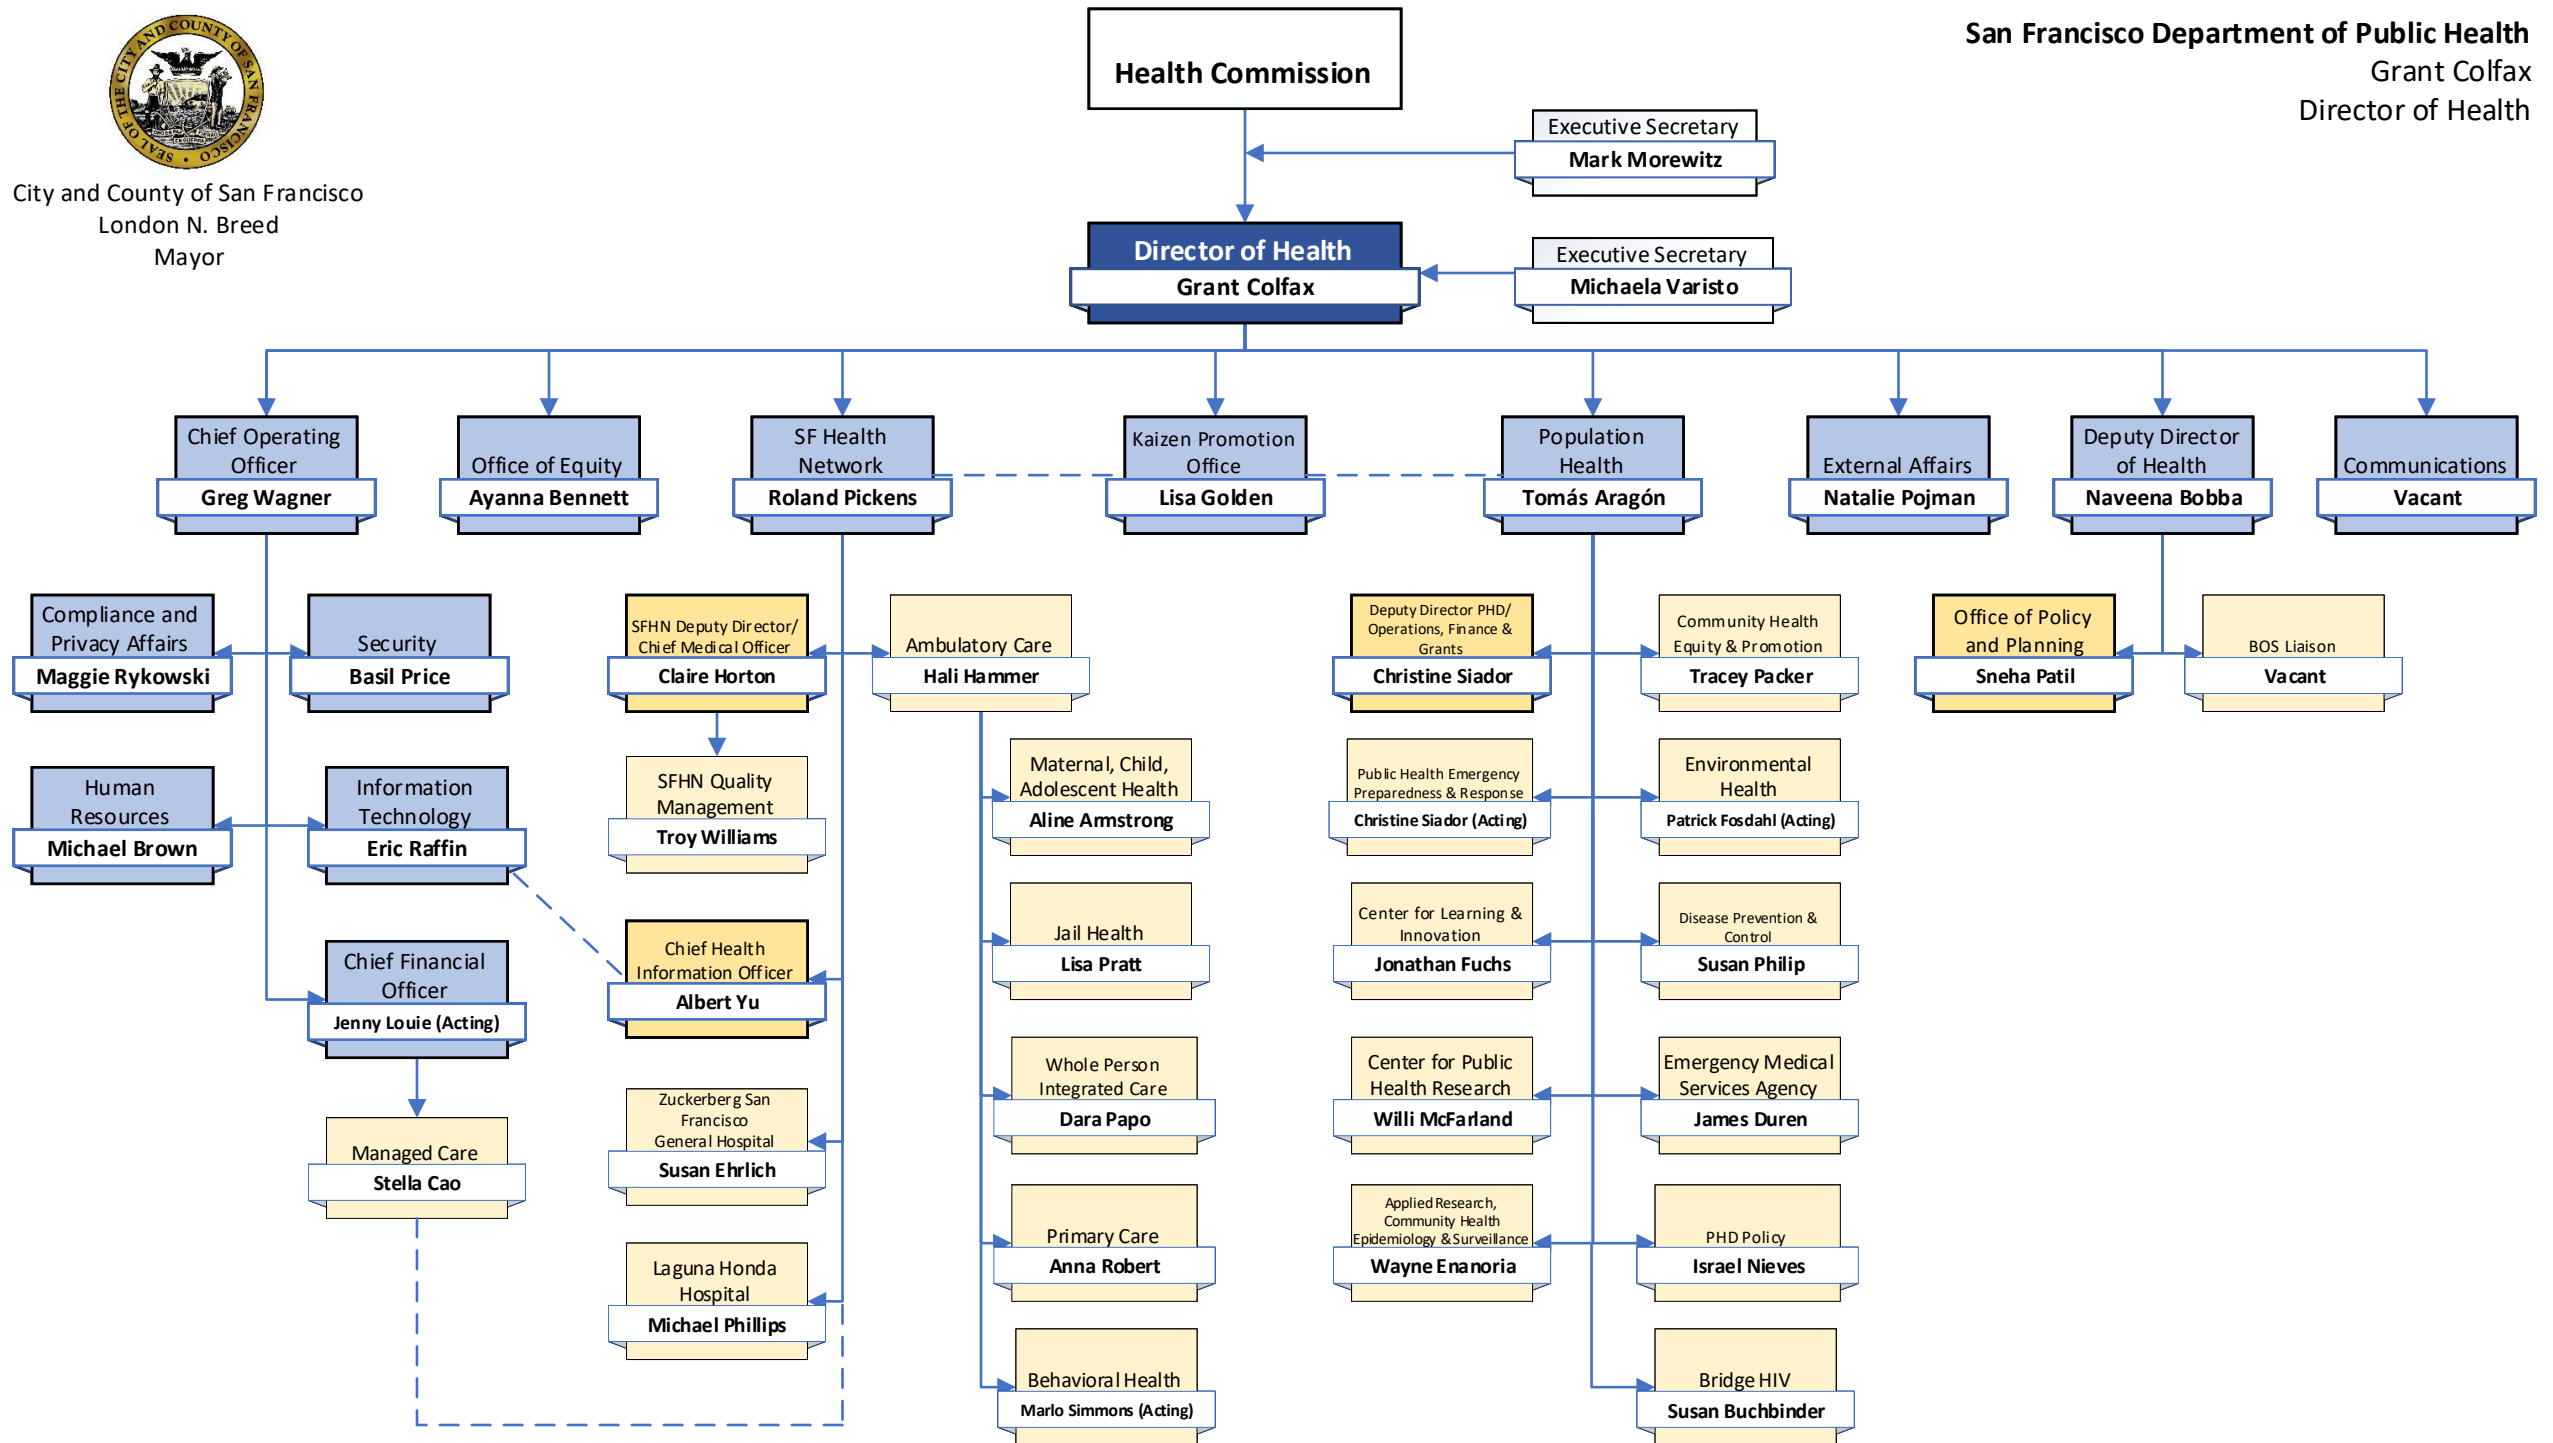 SEAL OF THE CITY AND COUNTY OF SAN FRANCISCO
City and County of San Francisco
London N. Breed
Mayor
San Francisco Department of Public Health
Grant Colfax
Director of Health
Health Commission
Executive Secretary
Mark Morewitz
Director of Health
Grant Colfax
Executive Secretary
Michaela Varisto
Chief Operating
Officer
Greg Wagner
Office of Equity
Ayanna Bennett
SF Health
Network
Roland Pickens
Kaizen Promotion
Office
Lisa Golden
Population
Health
Tomás Aragón
External Affairs
Natalie Pojman
Deputy Director
of Health
Naveena Bobba
Communications
Vacant
Compliance and
Privacy Affairs
Maggie Rykowski
Security
Basil Price
Human
Resources
Michael Brown
Information
Technology
Eric Raffin
Chief Financial
Officer
Jenny Louie (Acting)
Managed Care
Stella Cao
SFHN Deputy Director/
Chief Medical Officer
Claire Horton
SFHN Quality
Management
Troy Williams
Chief Health
Information Officer
Albert Yu
Zuckerberg San
Francisco
General Hospital
Susan Ehrlich
Laguna Honda
Hospital
Michael Phillips
Ambulatory Care
Hali Hammer
Maternal, Child,
Adolescent Health
Aline Armstrong
Jail Health
Lisa Pratt
Whole Person
Integrated Care
Dara Papo
Primary Care
Anna Robert
Behavioral Health
Marlo Simmons (Acting)
Deputy Director PHD/
Operations, Finance &
Grants
Christine Siador
Community Health
Equity & Promotion
Tracey Packer
Public Health Emergency
Preparedness & Response
Christine Siador (Acting)
Environmental
Health
Patrick Fosdahl (Acting)
Center for Learning &
Innovation
Jonathan Fuchs
Disease Prevention &
Control
Susan Philip
Center for Public
Health Research
Willi McFarland
Emergency Medical
Services Agency
James Duren
Applied Research,
Community Health
Epidemiology & Surveillance
Wayne Enanoria
PHD Policy
Israel Nieves
Bridge HIV
Susan Buchbinder
Office of Policy
and Planning
Sneha Patil
BOS Liaison
Vacant